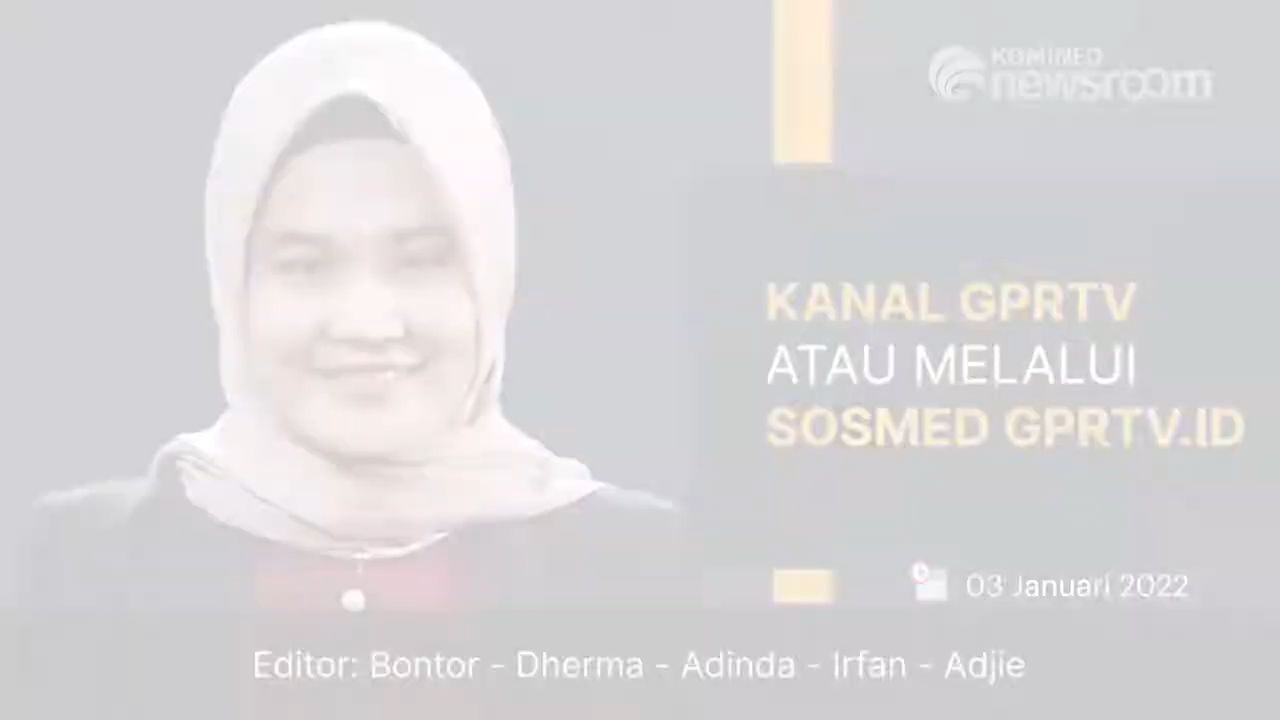 KOMINFO
newsroom
KANAL GPRTV
ATAU MELALUI
SOSMED GPRTV.ID
03 Januari 2022
Editor: Bontor - Dherma - Adinda - Irfan - Adjie